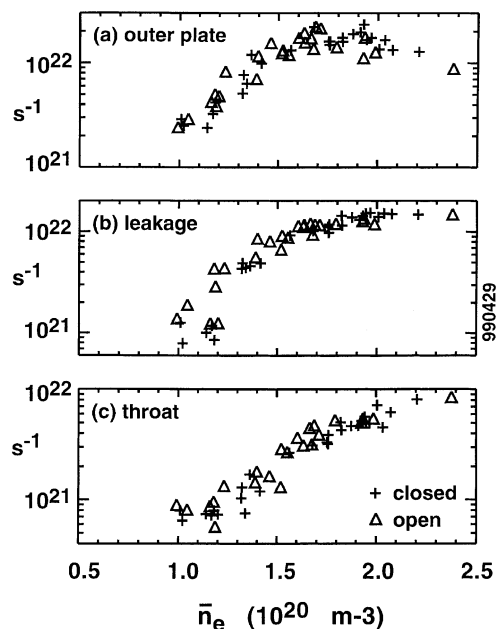 (a) outer plate
10^22
s^-1
10^21
(b) leakage
10^22
s^-1
10^21
990429
10^22
(c) throat
s^-1
10^21
+ closed
△ open
0.5 1.0 1.5 2.0 2.5
n̄_e (10^20 m-3)